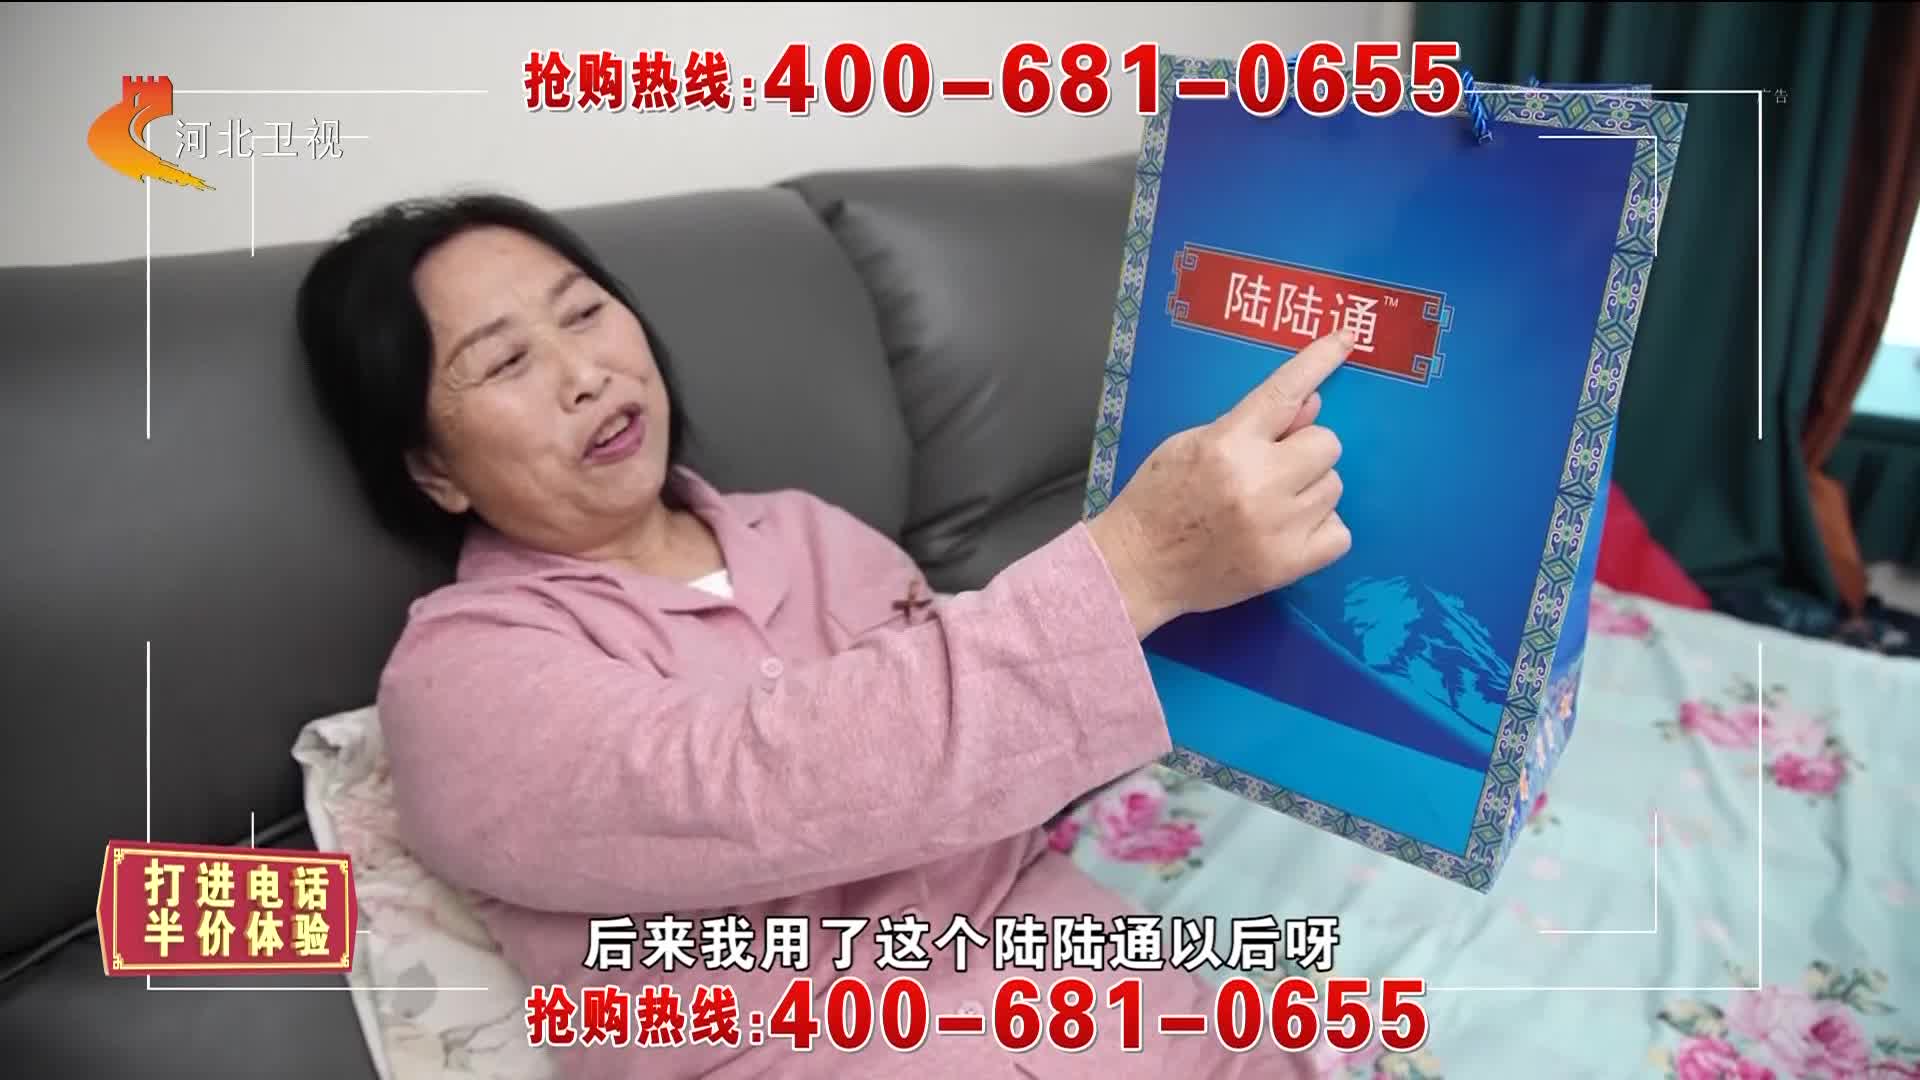 抢购热线:400-681-0655
河北卫视
广告
陆陆通™
打进电话
半价体验
后来我用了这个陆陆通以后呀
抢购热线:400-681-0655